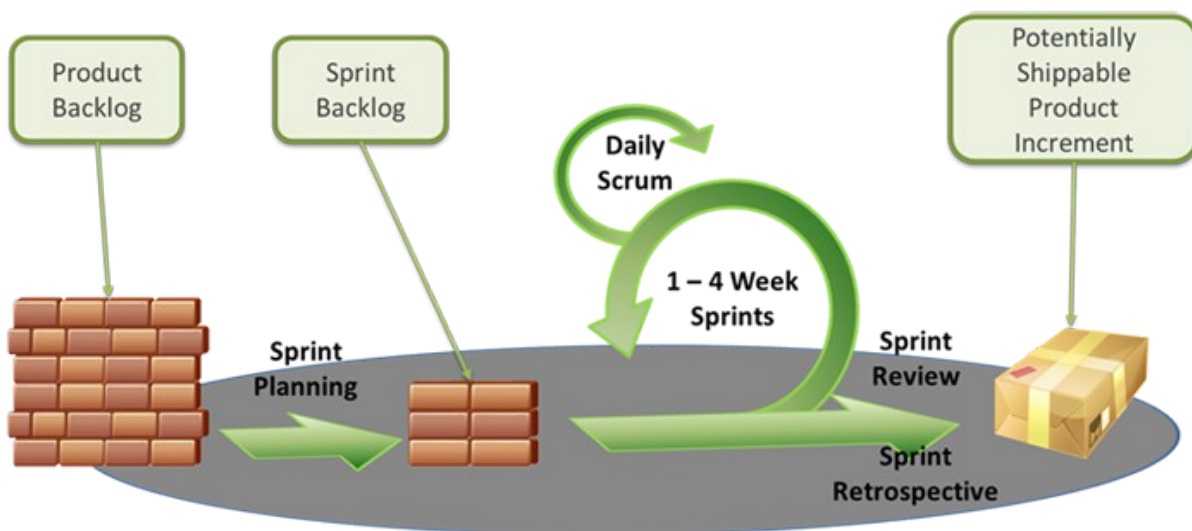 Product
Backlog
Sprint
Backlog
Potentially
Shippable
Product
Increment
Daily
Scrum
1 – 4 Week
Sprints
Sprint
Planning
Sprint
Review
Sprint
Retrospective